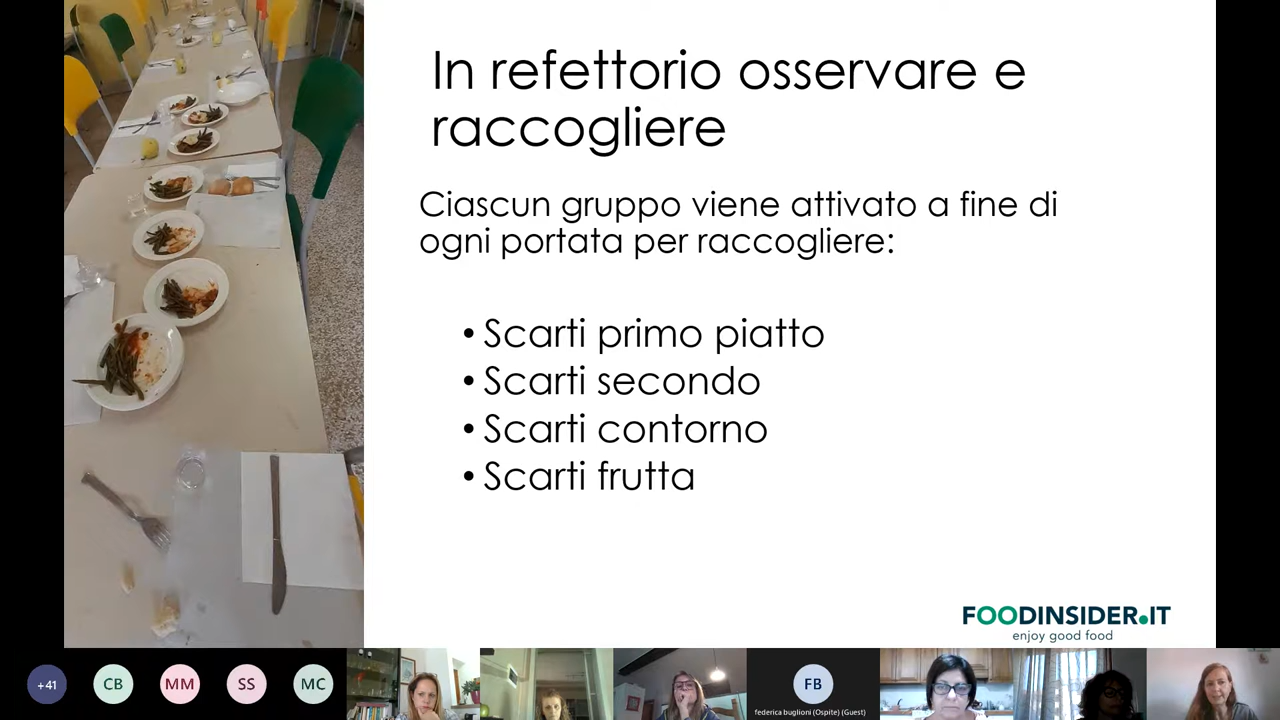 In refettorio osservare e
raccogliere
Ciascun gruppo viene attivato a fine di
ogni portata per raccogliere:
• Scarti primo piatto
• Scarti secondo
• Scarti contorno
• Scarti frutta
FOODINSIDER.IT
enjoy good food
+41
CB
MM
SS
MC
FB
federica buglioni (Ospite) (Guest)